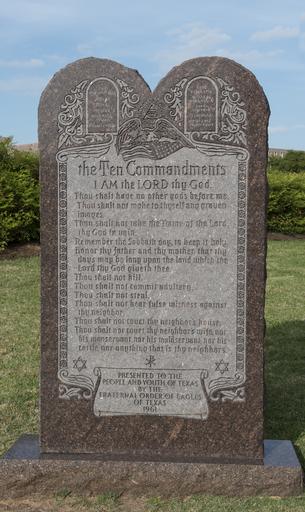 the Ten Commandments
I AM the LORD thy God.
Thou shalt have no other gods before me.
Thou shalt not make to thyself any graven
images.
Thou shalt not take the Name of the Lord
thy God in vain.
Remember the Sabbath day, to keep it holy.
Honor thy father and thy mother that thy
days may be long upon the land which the
Lord thy God giveth thee.
Thou shalt not kill.
Thou shalt not commit adultery.
Thou shalt not steal.
Thou shalt not bear false witness against
thy neighbor.
Thou shalt not covet thy neighbor's house.
Thou shalt not covet thy neighbor's wife nor
his manservant nor his maidservant nor his
cattle nor anything that is thy neighbor's.
PRESENTED TO THE
PEOPLE AND YOUTH OF TEXAS
BY THE
FRATERNAL ORDER OF EAGLES
OF TEXAS
1961